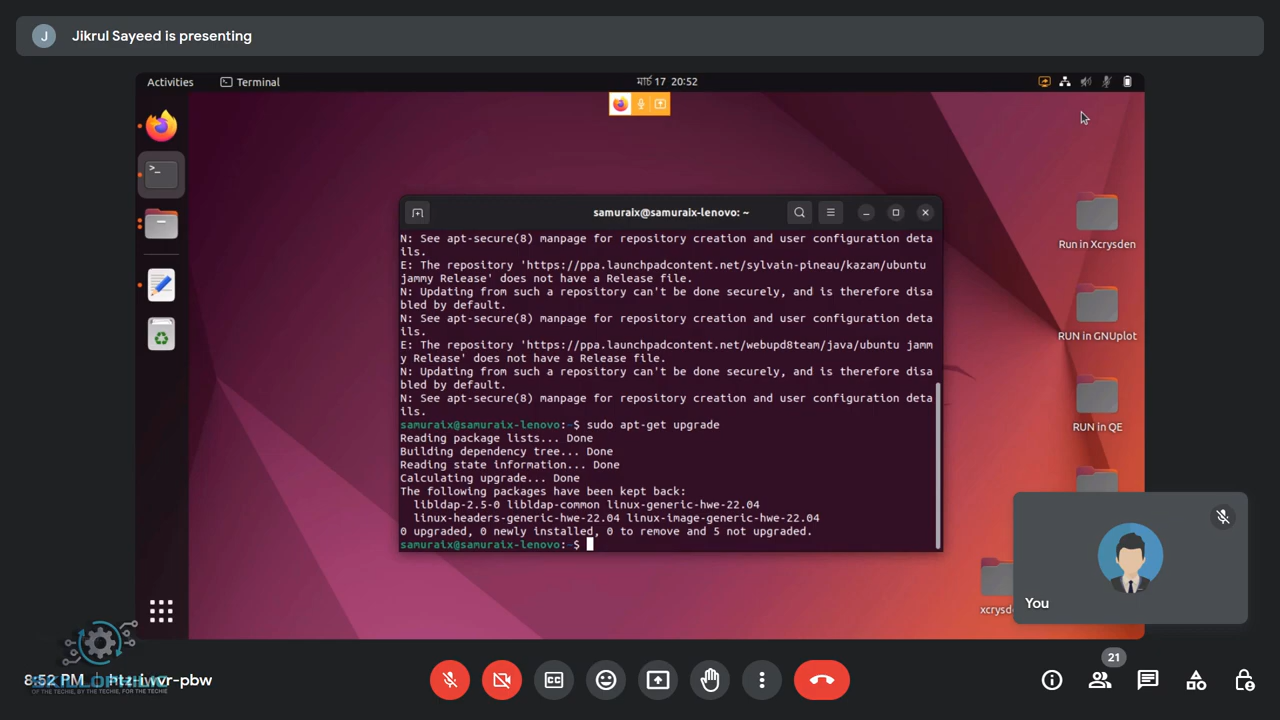 J
Jikrul Sayeed is presenting
Activities
Terminal
মার্চ 17 20:52
samuraix@samuraix-lenovo: ~
N: See apt-secure(8) manpage for repository creation and user configuration deta
ils.
E: The repository 'https://ppa.launchpadcontent.net/sylvain-pineau/kazam/ubuntu
jammy Release' does not have a Release file.
N: Updating from such a repository can't be done securely, and is therefore disa
bled by default.
N: See apt-secure(8) manpage for repository creation and user configuration deta
ils.
E: The repository 'https://ppa.launchpadcontent.net/webupd8team/java/ubuntu jamm
y Release' does not have a Release file.
N: Updating from such a repository can't be done securely, and is therefore disa
bled by default.
N: See apt-secure(8) manpage for repository creation and user configuration deta
ils.
samuraix@samuraix-lenovo:~$ sudo apt-get upgrade
Reading package lists... Done
Building dependency tree... Done
Reading state information... Done
Calculating upgrade... Done
The following packages have been kept back:
libldap-2.5-0 libldap-common linux-generic-hwe-22.04
linux-headers-generic-hwe-22.04 linux-image-generic-hwe-22.04
0 upgraded, 0 newly installed, 0 to remove and 5 not upgraded.
samuraix@samuraix-lenovo:~$
Run in Xcrysden
RUN in GNUplot
RUN in QE
xcrysd
You
21
8:52 PM
OF THE TECHIE, BY THE TECHIE, FOR THE TECHIE